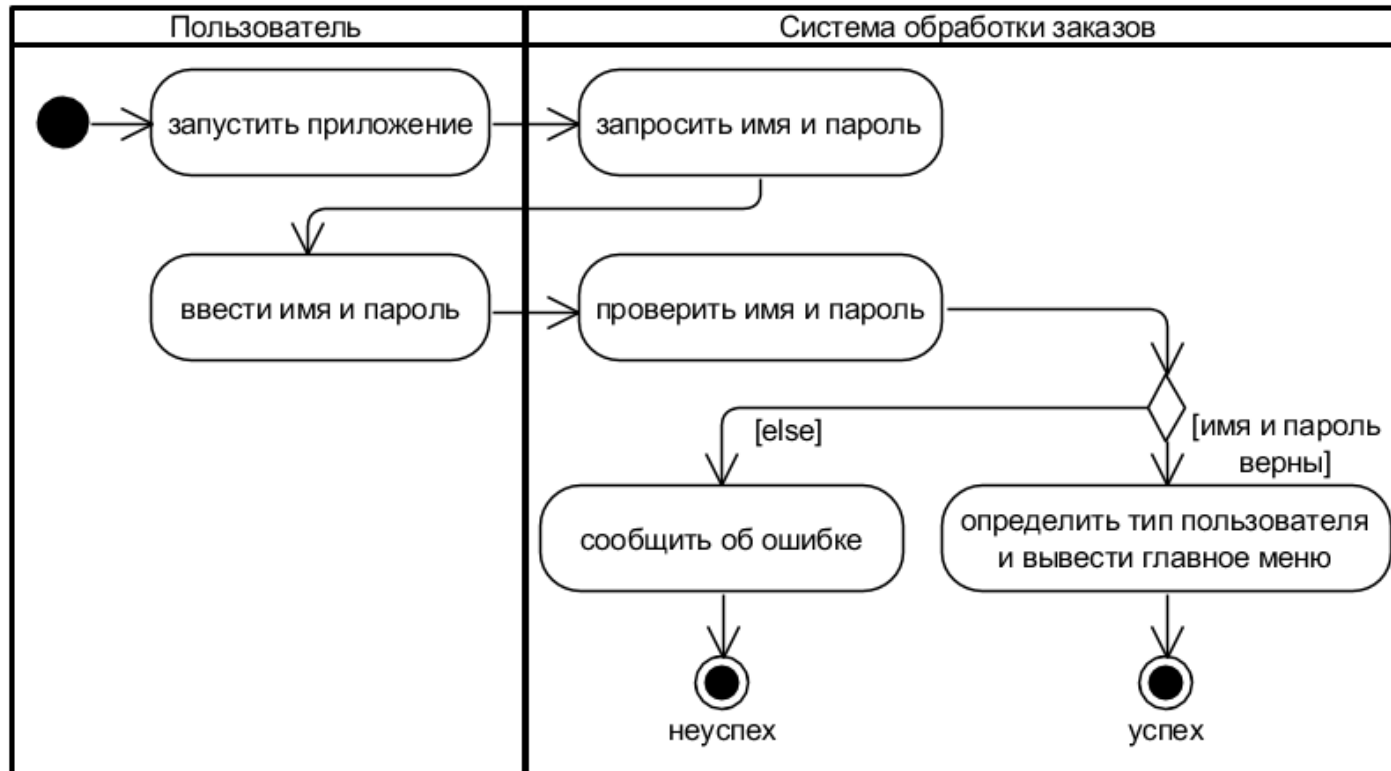 Пользователь
Система обработки заказов
запустить приложение
запросить имя и пароль
ввести имя и пароль
проверить имя и пароль
[else]
[имя и пароль
верны]
сообщить об ошибке
определить тип пользователя
и вывести главное меню
неуспех
успех